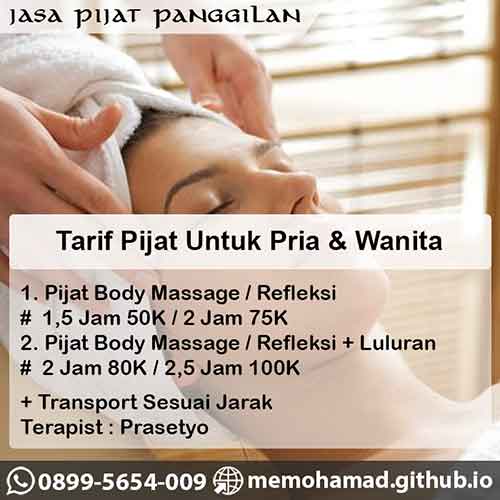 Jasa Pijat Panggilan
Tarif Pijat Untuk Pria & Wanita
1. Pijat Body Massage / Refleksi
# 1,5 Jam 50K / 2 Jam 75K
2. Pijat Body Massage / Refleksi + Luluran
# 2 Jam 80K / 2,5 Jam 100K
+ Transport Sesuai Jarak
Terapist : Prasetyo
0899-5654-009 memohamad.github.io